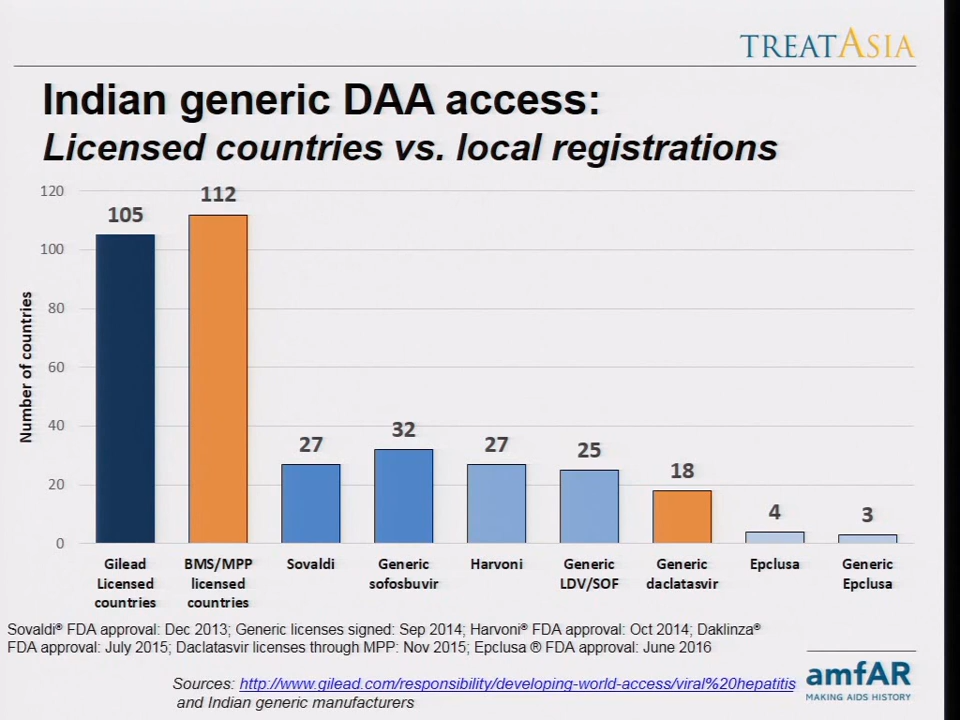 TREATASIA
Indian generic DAA access:
Licensed countries vs. local registrations
120
100
80
60
40
20
0
Number of countries
105
112
27
32
27
25
18
4
3
Gilead
Licensed
countries
BMS/MPP
licensed
countries
Sovaldi
Generic
sofosbuvir
Harvoni
Generic
LDV/SOF
Generic
daclatasvir
Epclusa
Generic
Epclusa
Sovaldi® FDA approval: Dec 2013; Generic licenses signed: Sep 2014; Harvoni® FDA approval: Oct 2014; Daklinza®
FDA approval: July 2015; Daclatasvir licenses through MPP: Nov 2015; Epclusa ® FDA approval: June 2016
Sources: http://www.gilead.com/responsibility/developing-world-access/viral%20hepatitis
and Indian generic manufacturers
amfAR
MAKING AIDS HISTORY